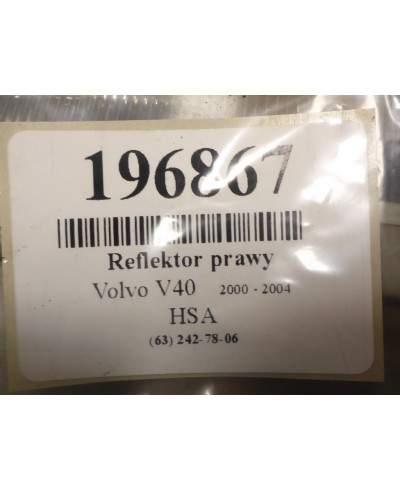 196867
Reflektor prawy
Volvo V40 2000 - 2004
HSA
(63) 242-78-06